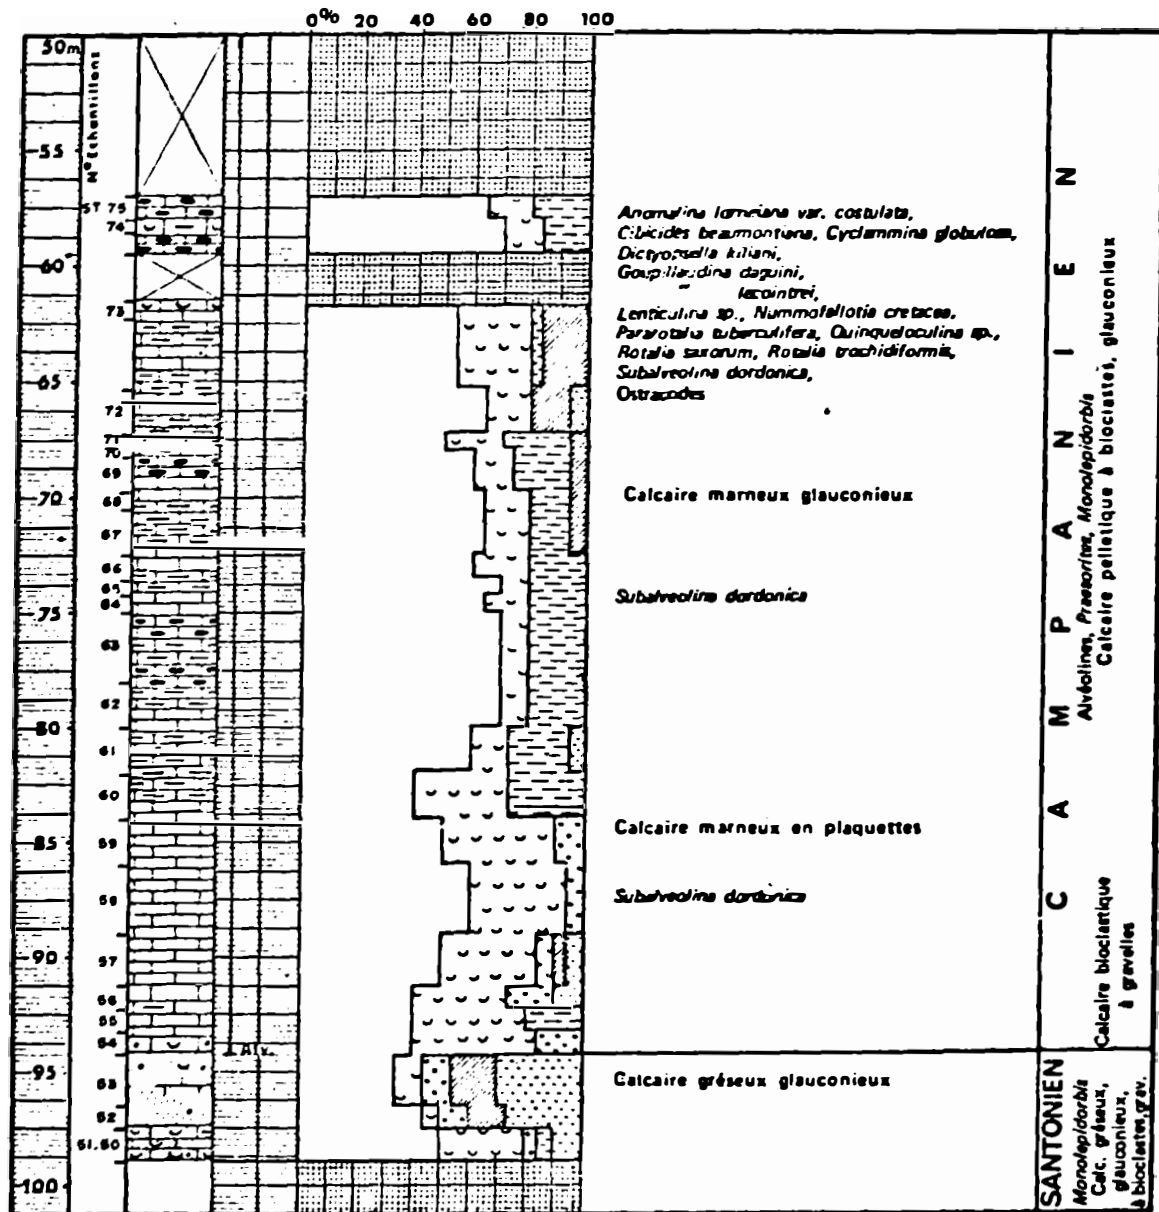 0% 20 40 60 80 100
50m
N° Echantillons
55
ST 75
74
60
73
72
71
70
69
70
68
67
66
65
64
75
63
62
80
61
60
59
85
58
90
57
56
55
54
Alv.
95
53
52
51.50
100
Anomalina lorneiana var. costulata,
Cibicides beaumontiana, Cyclammina globulosa,
Dictyopsella kiliani,
Goupillaudina daguini,
lecointrei,
Lenticulina sp., Nummofallotia cretacea,
Pararotalia tuberculifera, Quinqueloculina sp.,
Rotalia saxorum, Rotalia trochidiformis,
Subalveolina dordonica,
Ostracodes
Calcaire marneux glauconieux
Subalveolina dordonica
Calcaire marneux en plaquettes
Subalveolina dordonica
Calcaire gréseux glauconieux
CAMPANIEN
Alvéolines, Praesorites, Monolepidorbis
Calcaire pelletique à bioclastes, glauconieux
Calcaire bioclastique
à gravelles
SANTONIEN
Monolepidorbis
Calc. gréseux,
glauconieux,
à bioclastes, grav.